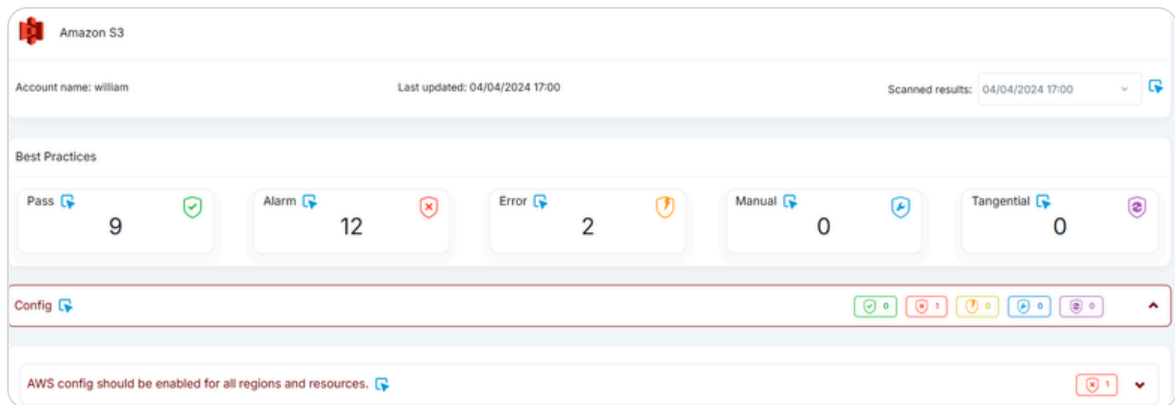 Amazon S3
Account name: william Last updated: 04/04/2024 17:00 Scanned results: 04/04/2024 17:00
Best Practices
Pass Alarm Error Manual Tangential
9 12 2 0 0
Config 0 1 0 0 0
AWS config should be enabled for all regions and resources. 1